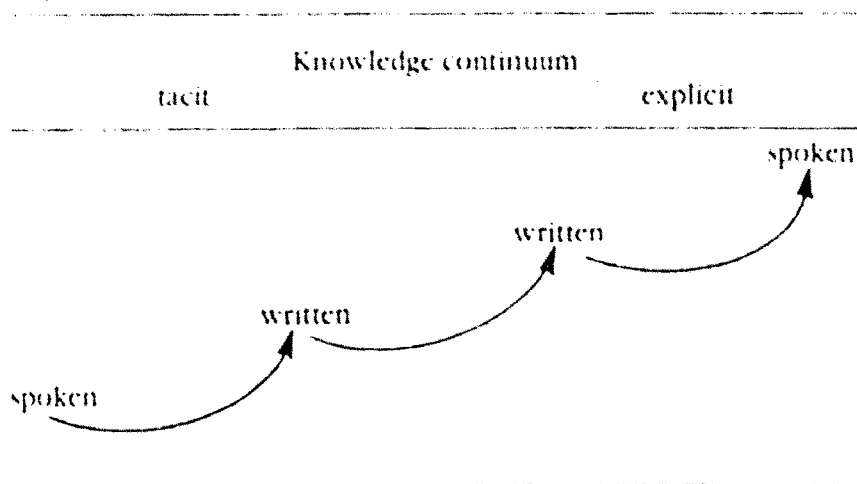 Knowledge continuum
tacit explicit
spoken
written
written
spoken